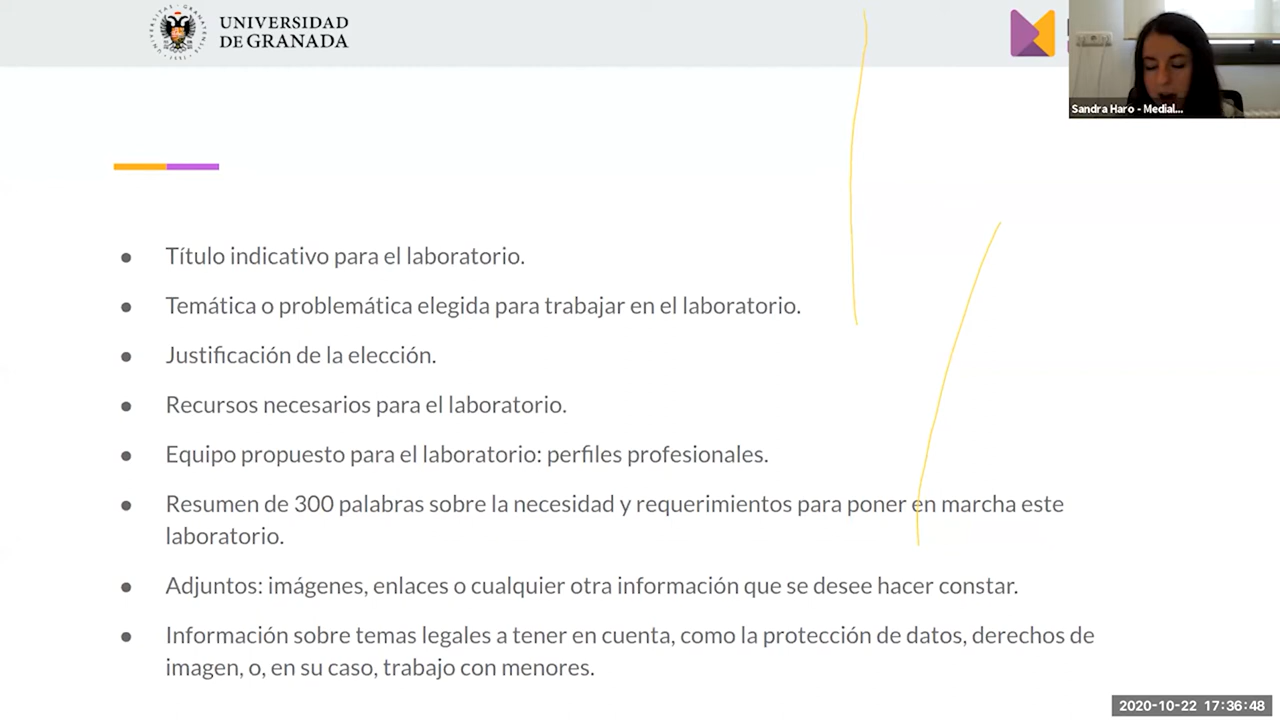 UNIVERSIDAD
DE GRANADA
Sandra Haro - Medial...
● Título indicativo para el laboratorio.
● Temática o problemática elegida para trabajar en el laboratorio.
● Justificación de la elección.
● Recursos necesarios para el laboratorio.
● Equipo propuesto para el laboratorio: perfiles profesionales.
● Resumen de 300 palabras sobre la necesidad y requerimientos para poner en marcha este
laboratorio.
● Adjuntos: imágenes, enlaces o cualquier otra información que se desee hacer constar.
● Información sobre temas legales a tener en cuenta, como la protección de datos, derechos de
imagen, o, en su caso, trabajo con menores.
2020-10-22 17:36:48